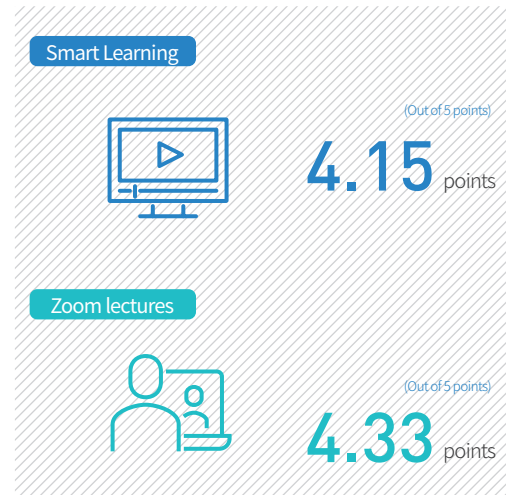 Smart Learning
(Out of 5 points)
4.15 points
Zoom lectures
(Out of 5 points)
4.33 points